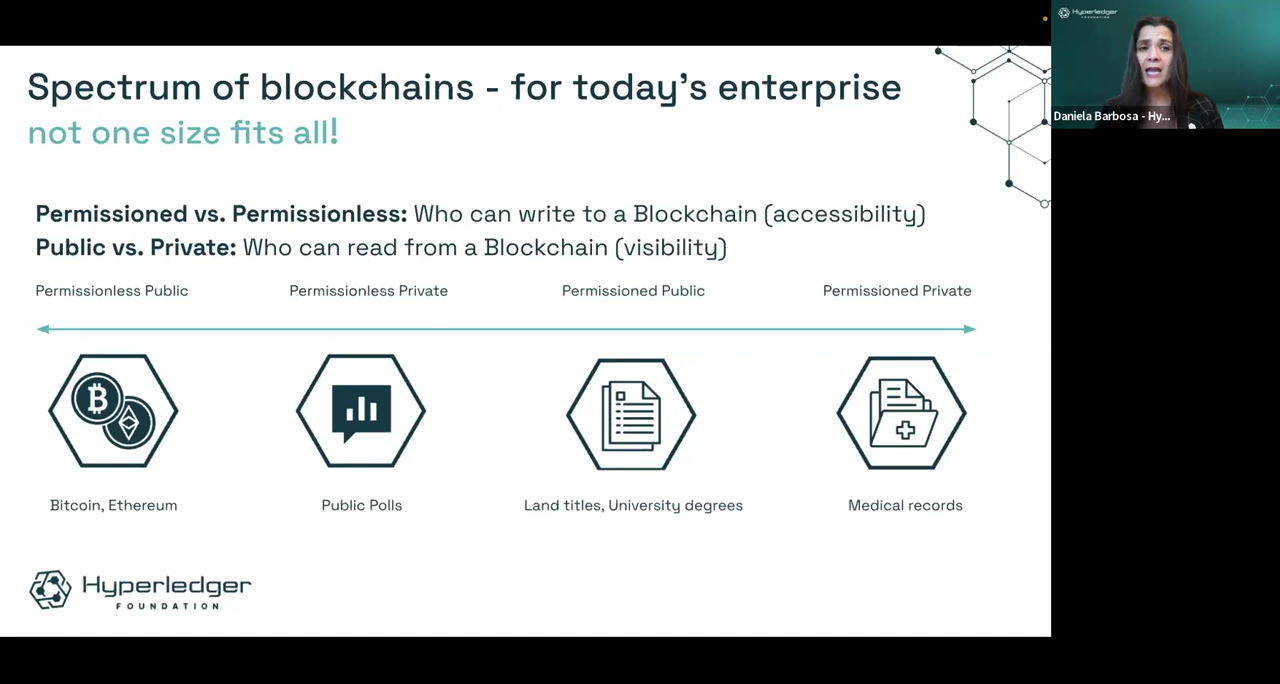 Spectrum of blockchains - for today's enterprise
not one size fits all!
Permissioned vs. Permissionless: Who can write to a Blockchain (accessibility)
Public vs. Private: Who can read from a Blockchain (visibility)
Permissionless Public
Permissionless Private
Permissioned Public
Permissioned Private
Bitcoin, Ethereum
Public Polls
Land titles, University degrees
Medical records
Hyperledger
FOUNDATION
Hyperledger
FOUNDATION
Daniela Barbosa - Hy...